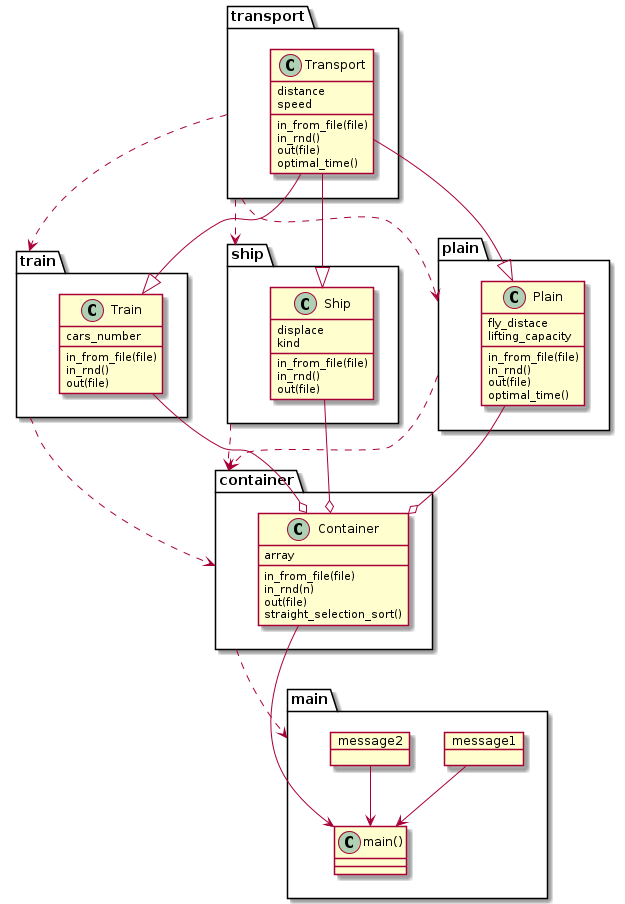 transport
C Transport
distance
speed
in_from_file(file)
in_rnd()
out(file)
optimal_time()
train
C Train
cars_number
in_from_file(file)
in_rnd()
out(file)
ship
C Ship
displace
kind
in_from_file(file)
in_rnd()
out(file)
plain
C Plain
fly_distace
lifting_capacity
in_from_file(file)
in_rnd()
out(file)
optimal_time()
container
C Container
array
in_from_file(file)
in_rnd(n)
out(file)
straight_selection_sort()
main
message2
message1
C main()